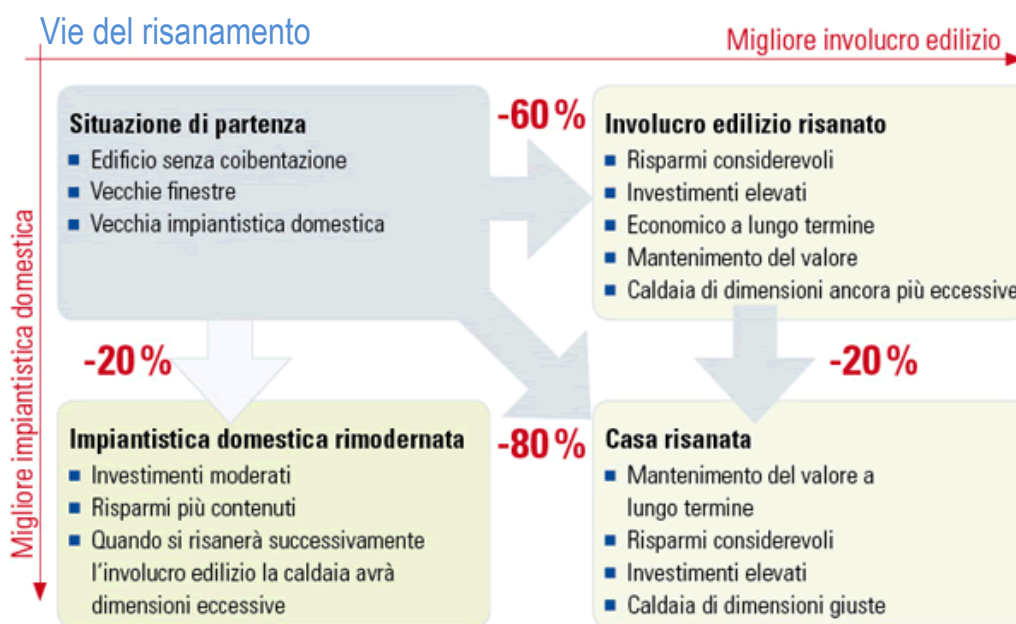 Vie del risanamento
Migliore involucro edilizio
Migliore impiantistica domestica
Situazione di partenza
Edificio senza coibentazione
Vecchie finestre
Vecchia impiantistica domestica
-60%
Involucro edilizio risanato
Risparmi considerevoli
Investimenti elevati
Economico a lungo termine
Mantenimento del valore
Caldaia di dimensioni ancora più eccessive
-20%
-20%
Impiantistica domestica rimodernata
Investimenti moderati
Risparmi più contenuti
Quando si risanerà successivamente
l'involucro edilizio la caldaia avrà
dimensioni eccessive
-80%
Casa risanata
Mantenimento del valore a
lungo termine
Risparmi considerevoli
Investimenti elevati
Caldaia di dimensioni giuste